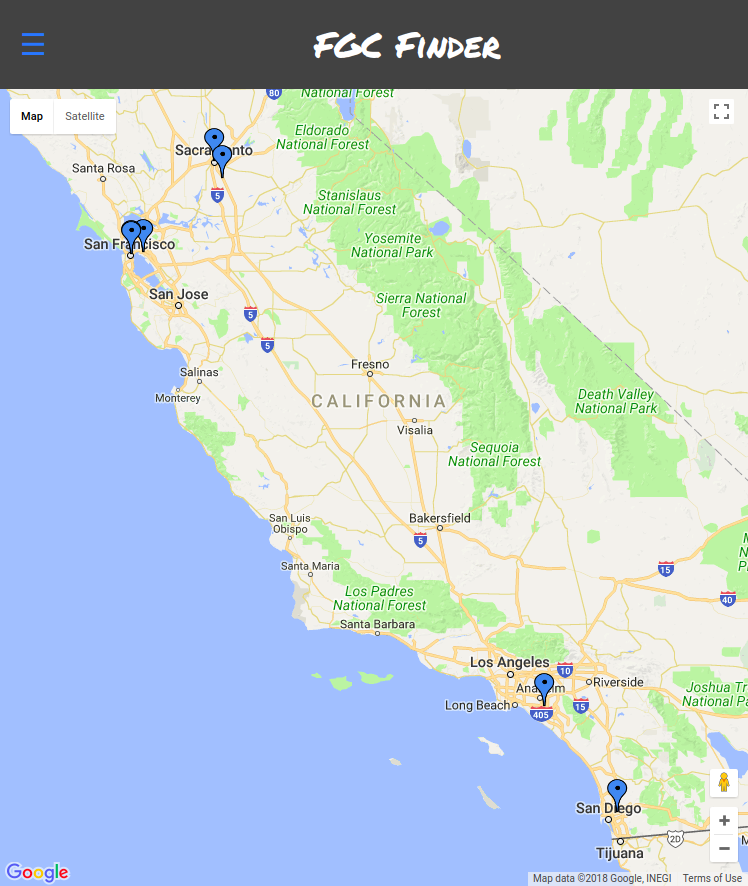 FGC Finder
Map
Satellite
80
National Forest
Eldorado
National Forest
Sacramento
Santa Rosa
5
Stanislaus
National Forest
Yosemite
National Park
San Francisco
San Jose
Sierra National
Forest
5
5
Fresno
Salinas
Monterey
CALIFORNIA
Visalia
Death Valley
National Park
Sequoia
National Forest
San Luis
Obispo
Bakersfield
5
Santa Maria
15
40
Los Padres
National Forest
Santa Barbara
Los Angeles
10
Riverside
Anaheim
Joshua Tr
National Pa
Long Beach
405
15
San Diego
2D
Tijuana
Google
Map data ©2018 Google, INEGI
Terms of Use